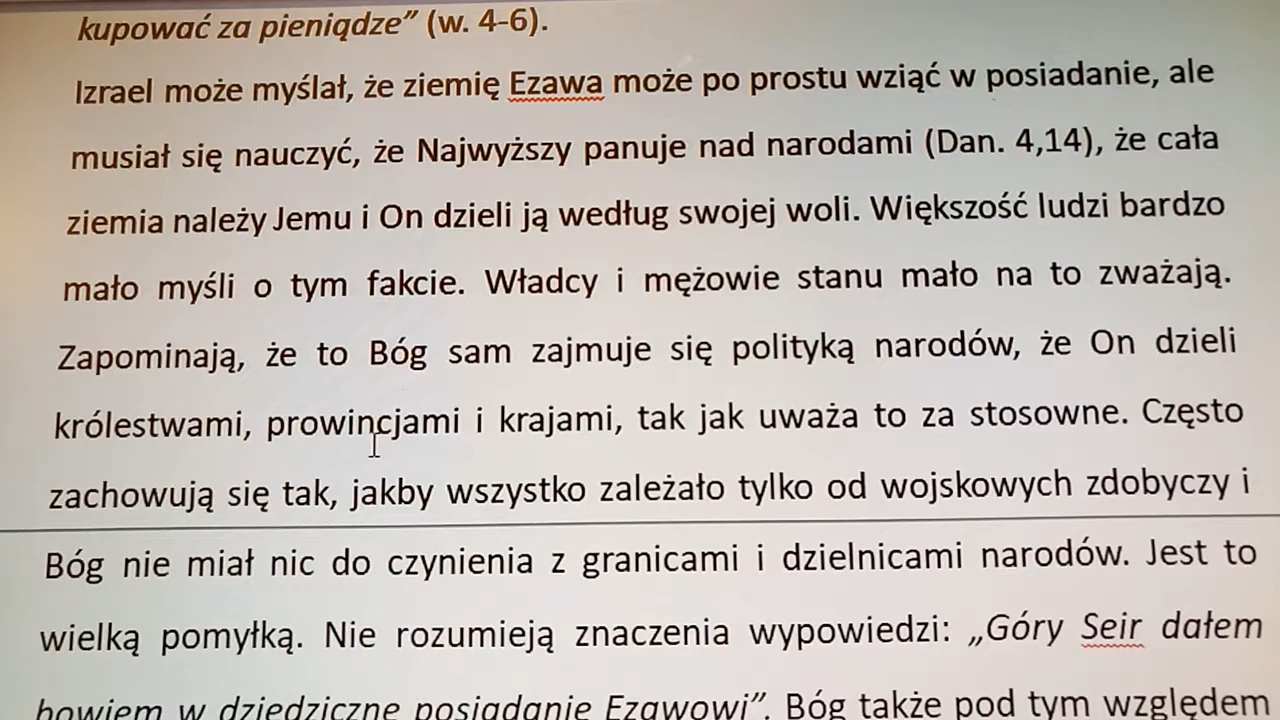 kupować za pieniądze” (w. 4-6).
Izrael może myślał, że ziemię Ezawa może po prostu wziąć w posiadanie, ale
musiał się nauczyć, że Najwyższy panuje nad narodami (Dan. 4,14), że cała
ziemia należy Jemu i On dzieli ją według swojej woli. Większość ludzi bardzo
mało myśli o tym fakcie. Władcy i mężowie stanu mało na to zważają.
Zapominają, że to Bóg sam zajmuje się polityką narodów, że On dzieli
królestwami, prowincjami i krajami, tak jak uważa to za stosowne. Często
zachowują się tak, jakby wszystko zależało tylko od wojskowych zdobyczy i
Bóg nie miał nic do czynienia z granicami i dzielnicami narodów. Jest to
wielką pomyłką. Nie rozumieją znaczenia wypowiedzi: „Góry Seir dałem
bowiem w dziedziczne posiadanie Ezawowi”. Bóg także pod tym względem